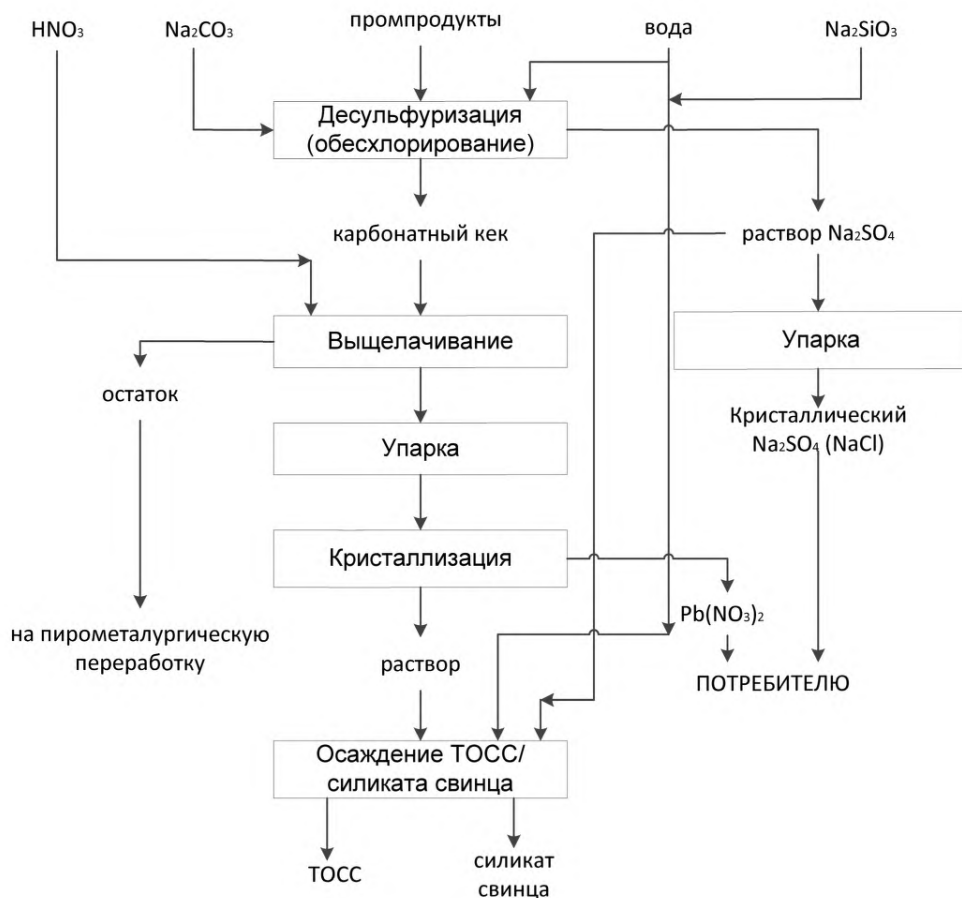 HNO₃
Na₂CO₃
промпродукты
вода
Na₂SiO₃
Десульфуризация
(обесхлорирование)
карбонатный кек
раствор Na₂SO₄
Выщелачивание
Упарка
остаток
Кристаллический
Na₂SO₄ (NaCl)
Упарка
Кристаллизация
Pb(NO₃)₂
на пирометалургическую
переработку
раствор
ПОТРЕБИТЕЛЮ
Осаждение ТОСС/
силиката свинца
ТОСС
силикат
свинца